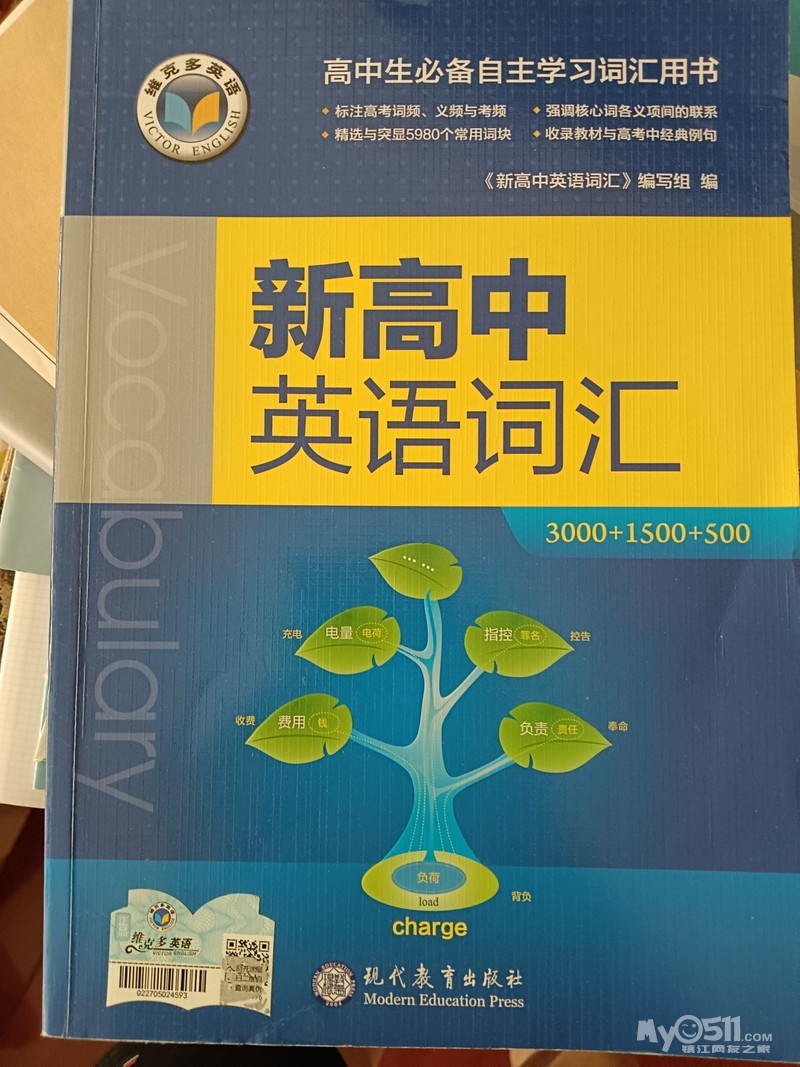 维克多英语
VICTOR ENGLISH
高中生必备自主学习词汇用书
标注高考词频、义频与考频
强调核心词各义项间的联系
精选与突显5980个常用词块
收录教材与高考中经典例句
《新高中英语词汇》编写组 编
Vocabulary
新高中
英语词汇
3000+1500+500
充电
电量
电荷
指控
罪名
控告
收费
费用
钱
负责
责任
奉命
负荷
load
背负
charge
维克多 英语
VICTOR ENGLISH
022705024593
查询真伪
现代教育出版社
Modern Education Press
My0511.COM
镇江网友之家